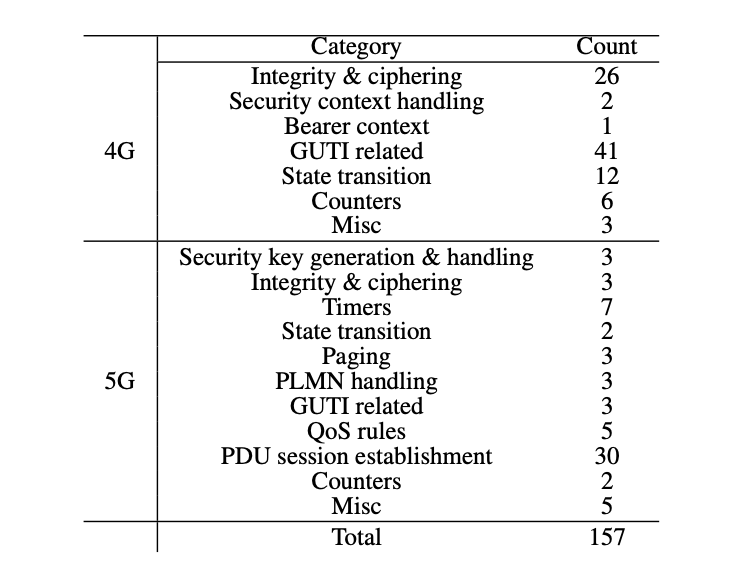 Category Count
Integrity & ciphering 26
Security context handling 2
Bearer context 1
4G GUTI related 41
State transition 12
Counters 6
Misc 3
Security key generation & handling 3
Integrity & ciphering 3
Timers 7
State transition 2
Paging 3
5G PLMN handling 3
GUTI related 3
QoS rules 5
PDU session establishment 30
Counters 2
Misc 5
Total 157